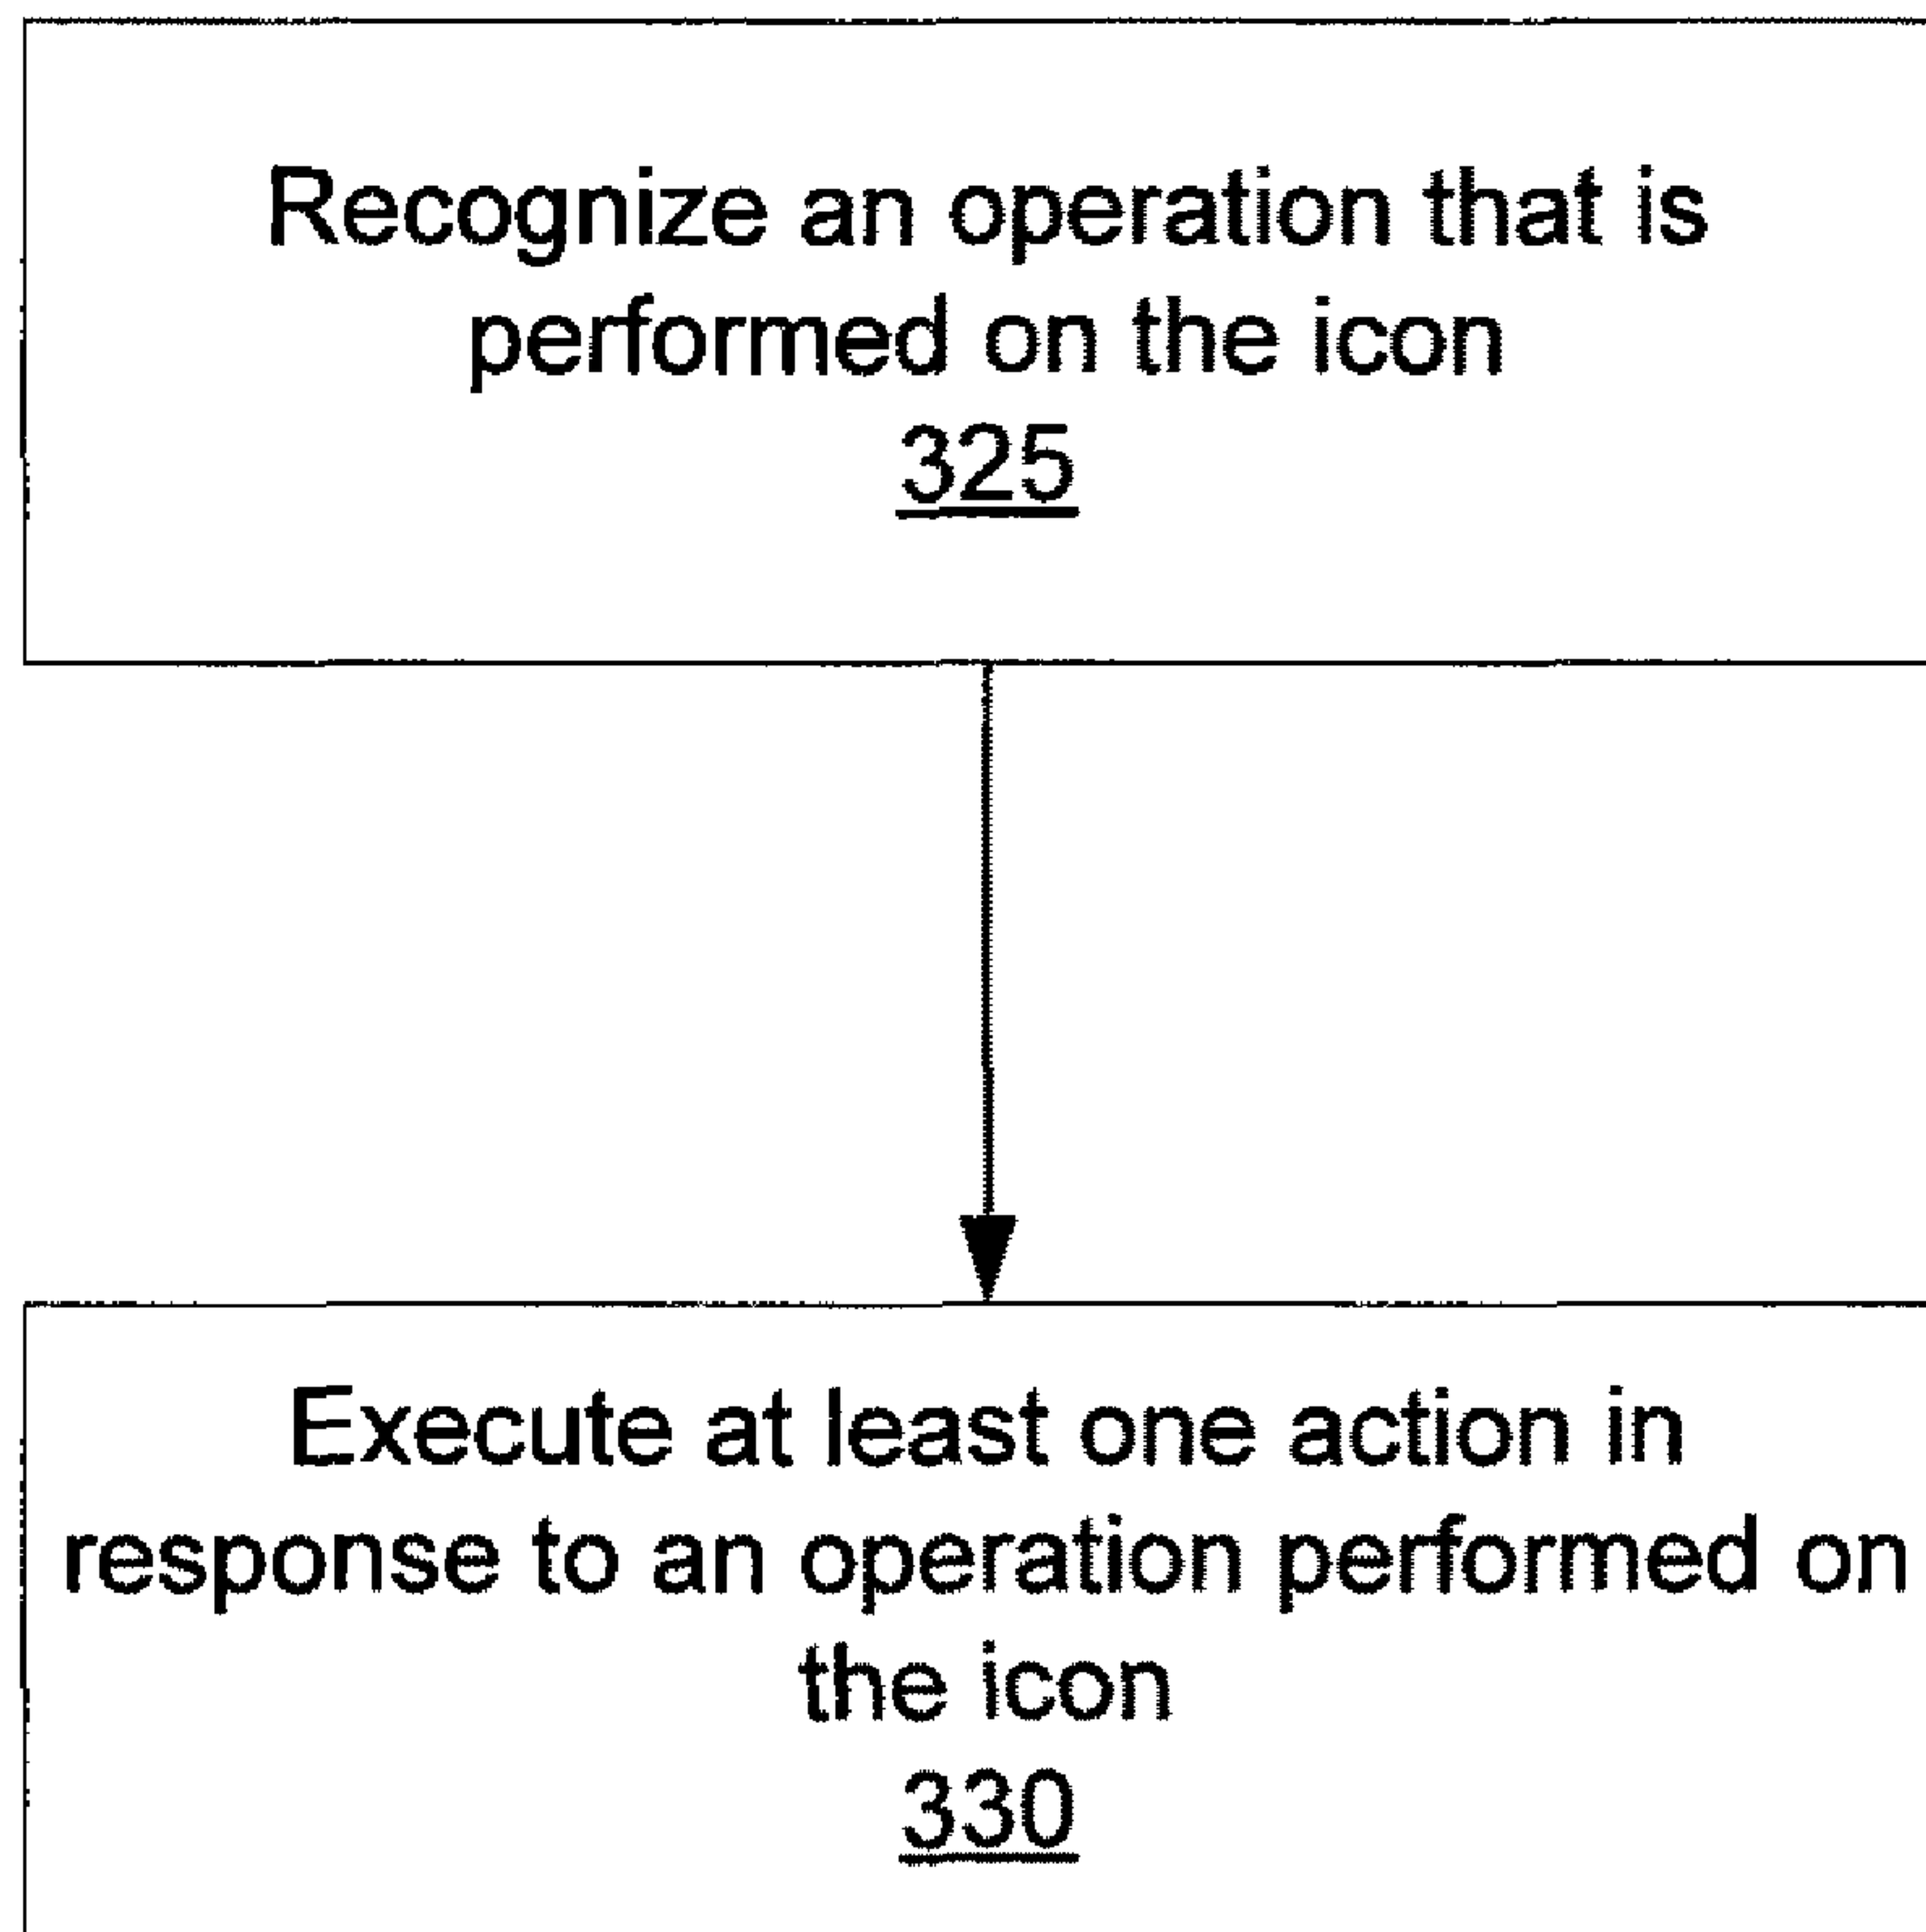 Recognize an operation that is
performed on the icon
325
Execute at least one action in
response to an operation performed on
the icon
330